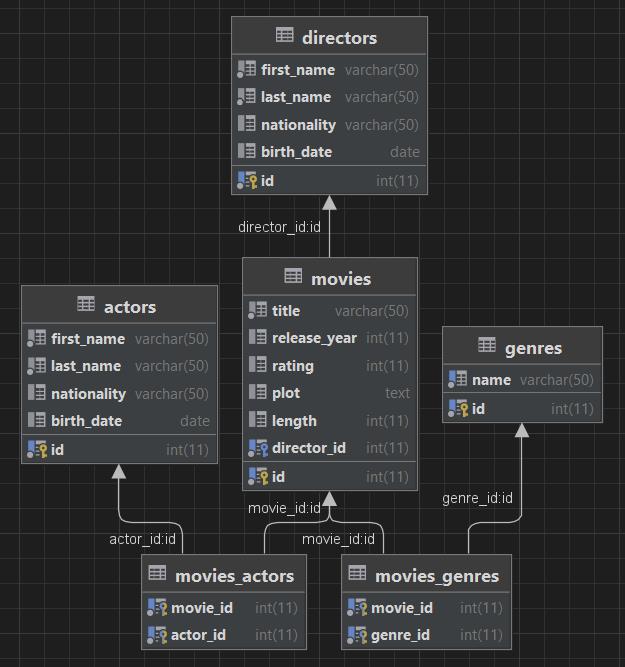 directors
first_name varchar(50)
last_name varchar(50)
nationality varchar(50)
birth_date date
id int(11)
director_id:id
movies
title varchar(50)
release_year int(11)
rating int(11)
plot text
length int(11)
director_id int(11)
id int(11)
actors
first_name varchar(50)
last_name varchar(50)
nationality varchar(50)
birth_date date
id int(11)
genres
name varchar(50)
id int(11)
movie_id:id
genre_id:id
actor_id:id
movie_id:id
movies_actors
movie_id int(11)
actor_id int(11)
movies_genres
movie_id int(11)
genre_id int(11)